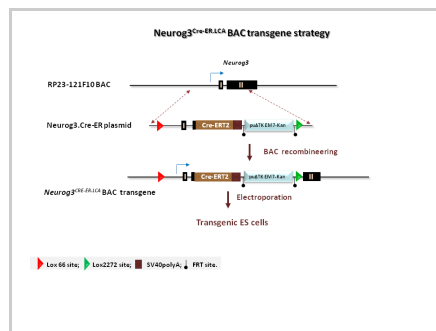 Neurog3Cre-ER.LCA BAC transgene strategy
Neurog3
I II
RP23-121F10 BAC
Neurog3.Cre-ER plasmid
I Cre-ERT2 puΔTK EM7-Kan
BAC recombineering
I Cre-ERT2 puΔTK EM7-Kan II
Neurog3CRE-ER.LCA BAC transgene
Electroporation
Transgenic ES cells
Lox 66 site; Lox2272 site; SV40polyA; FRT site.